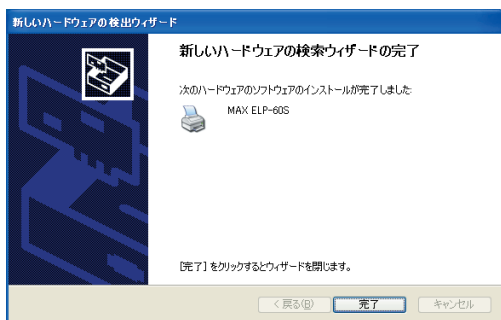 新しいハードウェアの検出ウィザード
新しいハードウェアの検索ウィザードの完了
次のハードウェアのソフトウェアのインストールが完了しました:
MAX ELP-60S
[完了] をクリックするとウィザードを閉じます。
< 戻る(B)
完了
キャンセル